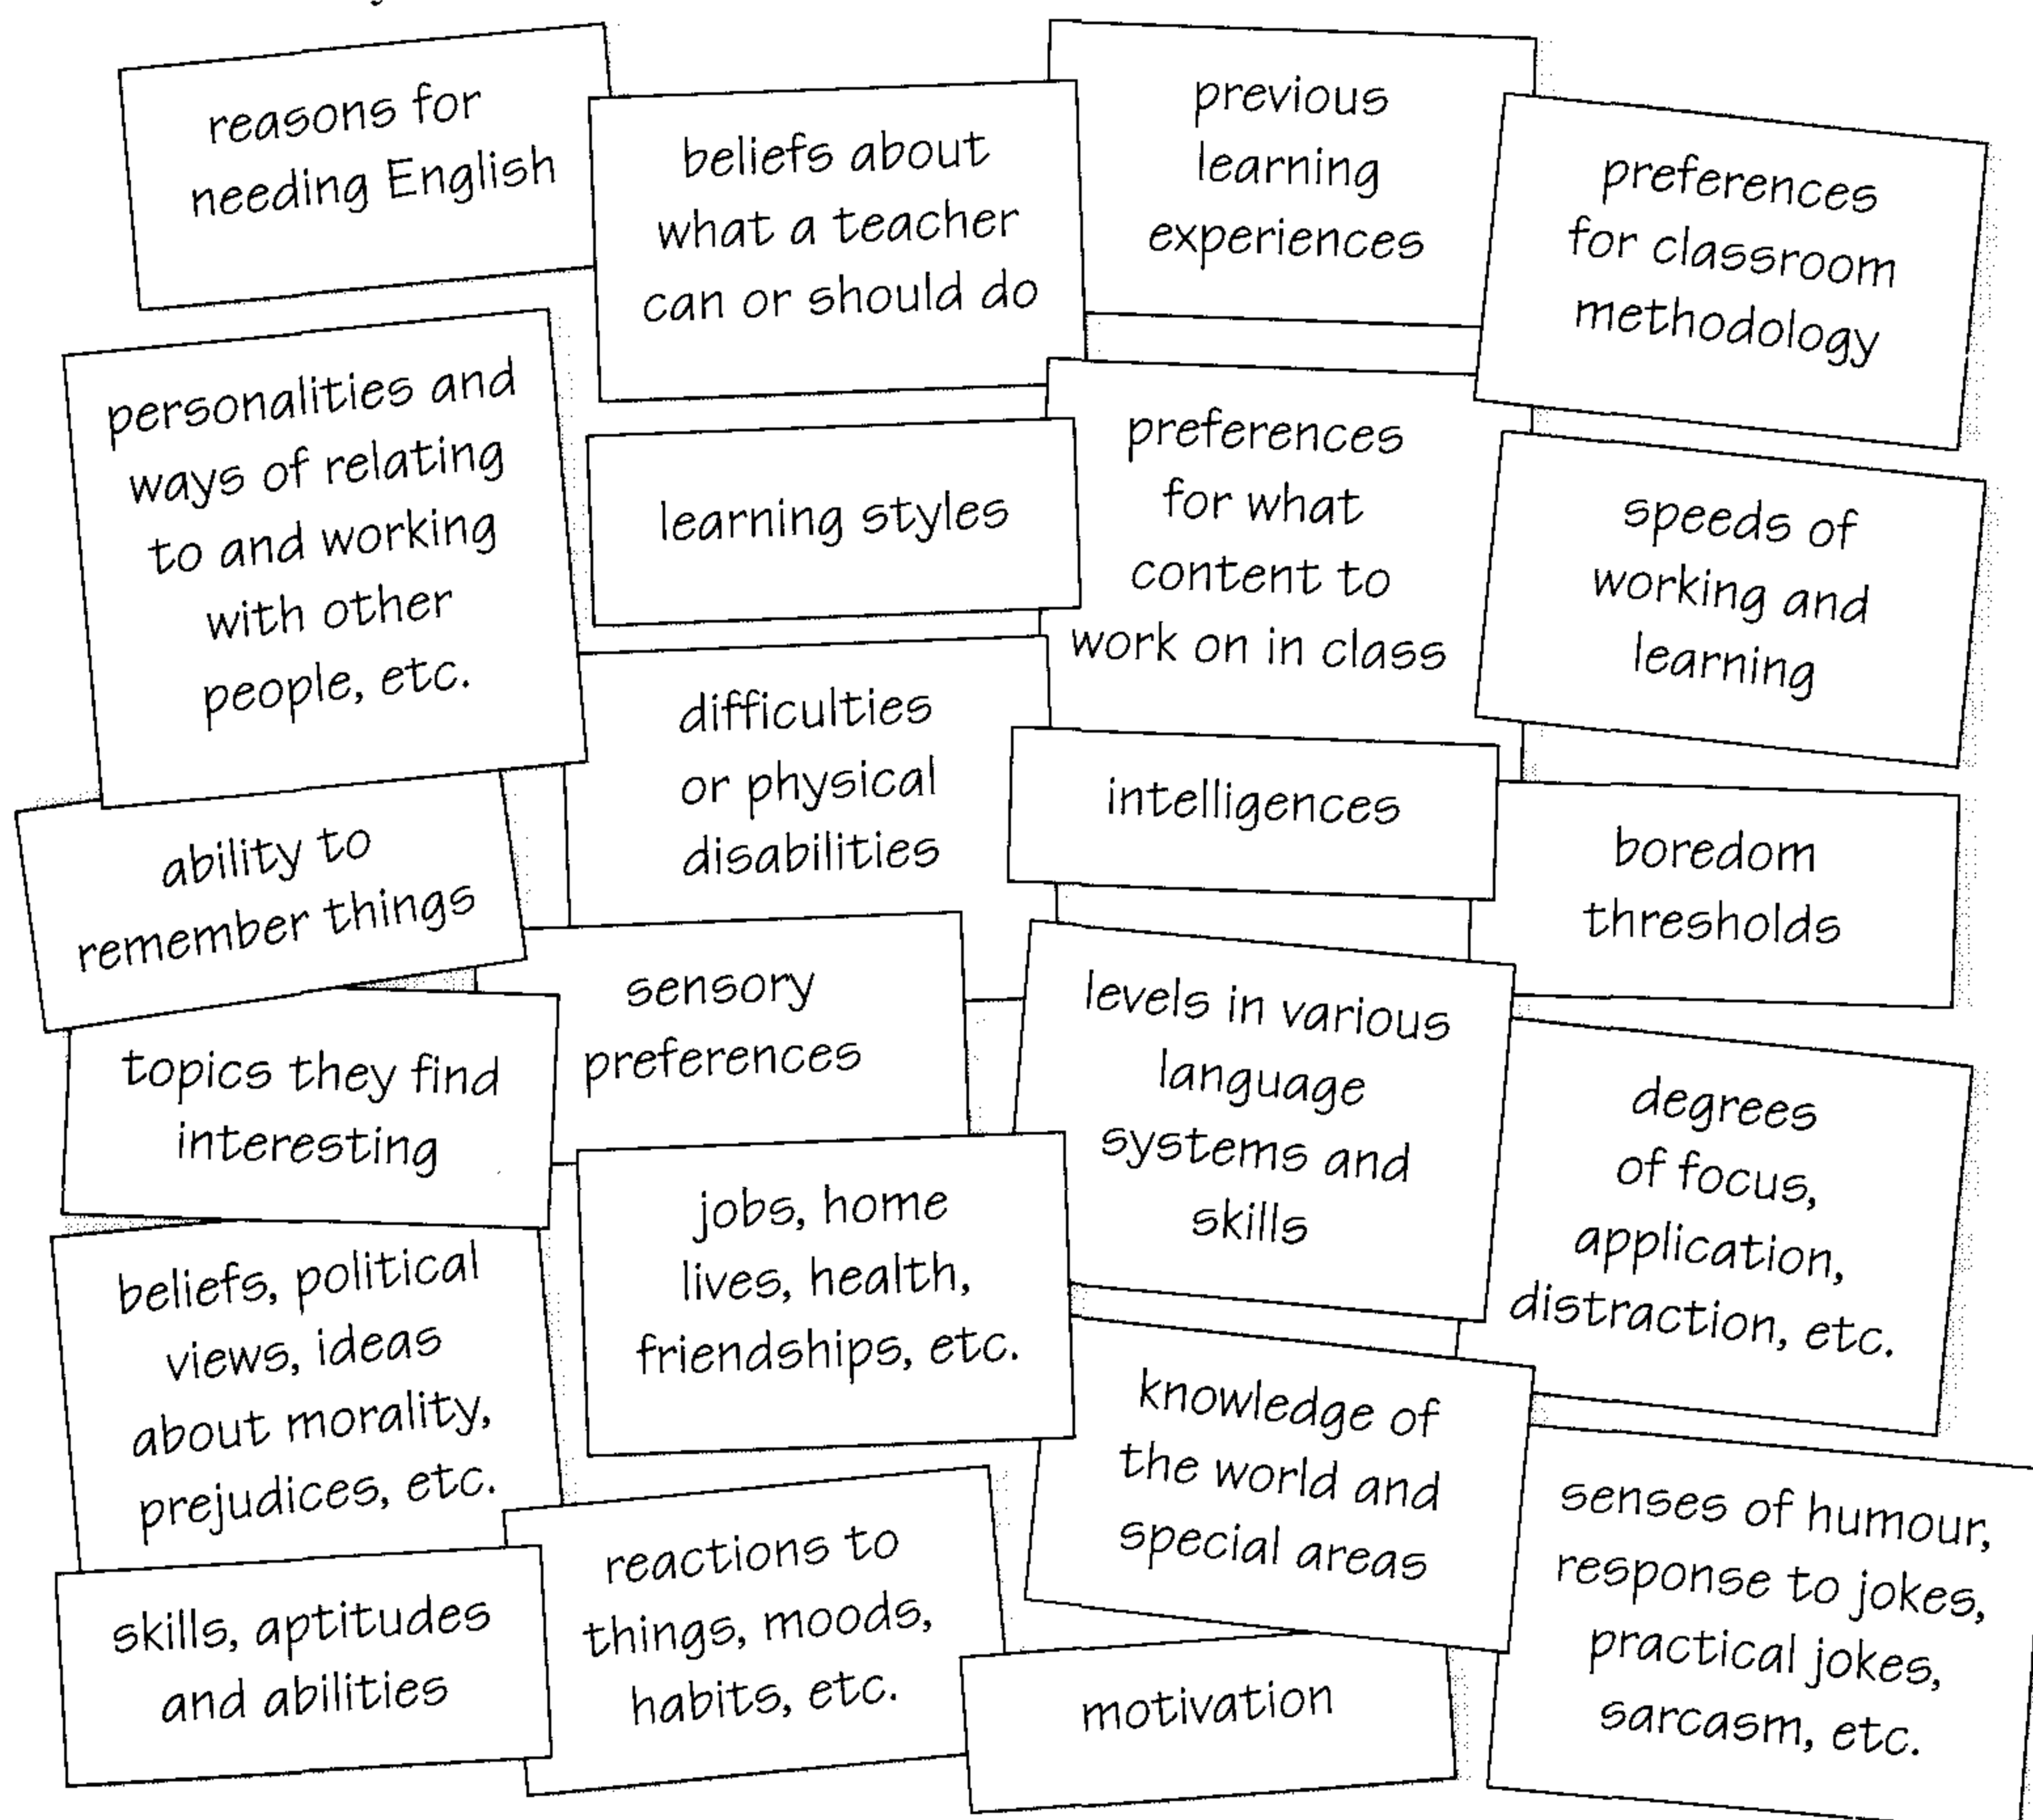 reasons for
needing English
beliefs about
what a teacher
can or should do
previous
learning
experiences
preferences
for classroom
methodology
personalities and
ways of relating
to and working
with other
people, etc.
learning styles
preferences
for what
content to
work on in class
speeds of
working and
learning
difficulties
or physical
disabilities
intelligences
boredom
thresholds
ability to
remember things
sensory
preferences
levels in various
language
systems and
skills
degrees
of focus,
application,
distraction, etc.
topics they find
interesting
jobs, home
lives, health,
friendships, etc.
beliefs, political
views, ideas
about morality,
prejudices, etc.
knowledge of
the world and
special areas
senses of humour,
response to jokes,
practical jokes,
sarcasm, etc.
skills, aptitudes
and abilities
reactions to
things, moods,
habits, etc.
motivation